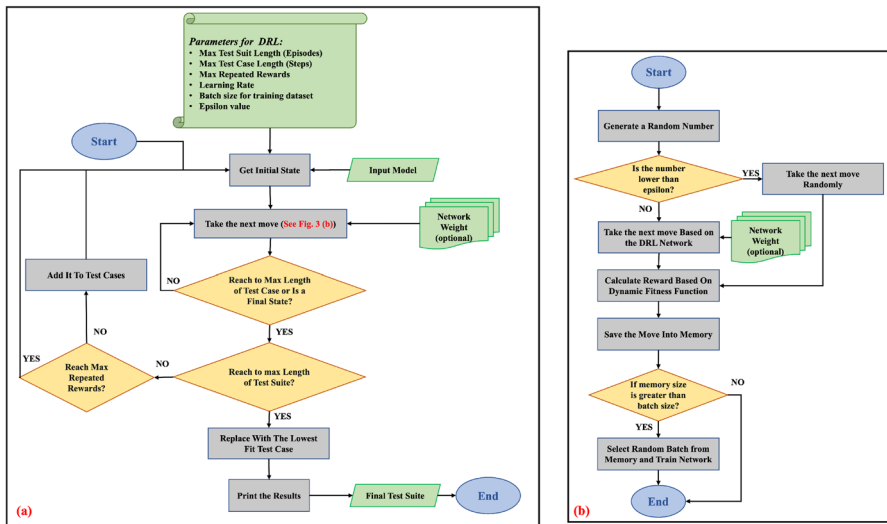 Parameters for DRL:
• Max Test Suit Length (Episodes)
• Max Test Case Length (Steps)
• Max Repeated Rewards
• Learning Rate
• Batch size for training dataset
• Epsilon value
Start
Get Initial State
Input Model
Take the next move (See Fig. 3 (b))
Network
Weight
(optional)
Add It To Test Cases
NO
Reach to Max Length
of Test Case or Is a
Final State?
YES
NO
YES
NO
Reach Max
Repeated
Rewards?
Reach to max Length
of Test Suite?
YES
Replace With The Lowest
Fit Test Case
Print the Results
Final Test Suite
End
(a)
Start
Generate a Random Number
Is the number
lower than
epsilon?
YES
Take the next move
Randomly
NO
Take the next move Based on
the DRL Network
Network
Weight
(optional)
Calculate Reward Based On
Dynamic Fitness Function
Save the Move Into Memory
If memory size
is greater than
batch size?
NO
YES
Select Random Batch from
Memory and Train Network
End
(b)